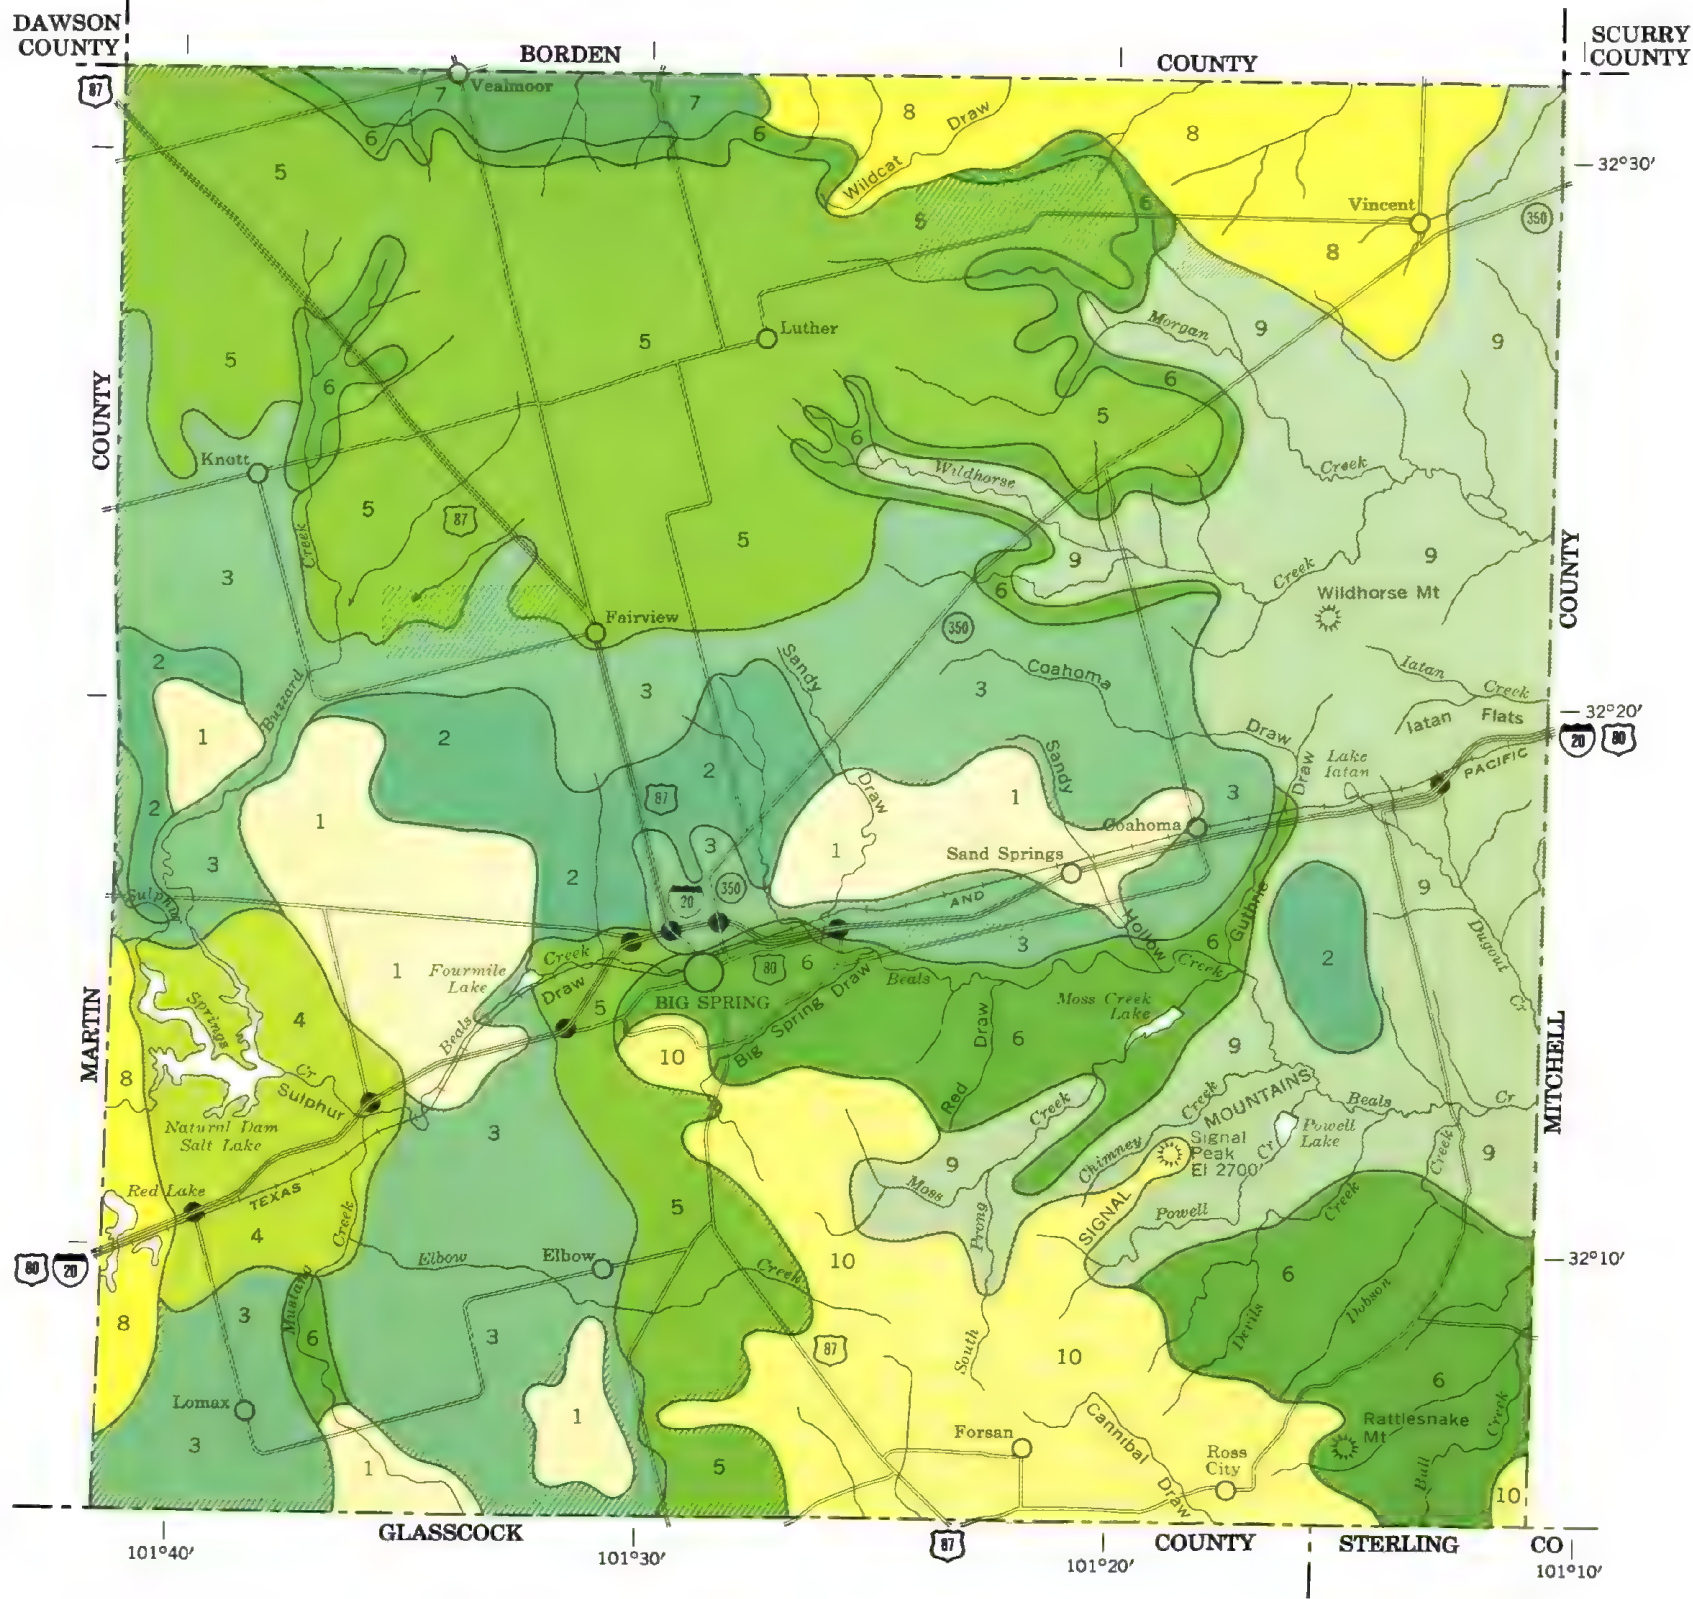 DAWSON
COUNTY
BORDEN
COUNTY
SCURRY
COUNTY
87
Vealmoor
7
7
6
6
8
Draw
8
Wildcat
32°30'
5
5
6
Vincent
350
8
Luther
5
5
6
Morgan
9
9
6
5
COUNTY
Knott
6
Wildhorse
Creek
5
87
5
Creek
3
9
9
6
Creek
Wildhorse Mt
COUNTY
Fairview
350
2
Buzzard
3
Sandy
3
Coahoma
Iatan
Creek
32°20'
1
2
Draw
Iatan Flats
20
80
2
Sandy
Lake
Iatan
Draw
PACIFIC
2
1
87
Draw
1
3
Coahoma
3
3
1
Sand Springs
2
20
350
AND
9
Sulphur
Hollow
Guthrie
3
6
Dugout
Cr
2
1
Fourmile
Lake
Creek
Draw
80
6
Beals
Creek
BIG SPRING
Moss Creek
Lake
MARTIN
Springs
4
Beals
5
Big Spring Draw
Draw
6
9
MITCHELL
10
8
Cr
Sulphur
Red
Creek
Creek
MOUNTAINS
Beals
Cr
Natural Dam
Salt Lake
3
Powell
Lake
Chimney
Signal
Peak
El 2700'
Cr
Creek
9
9
Red Lake
TEXAS
Moss
5
SIGNAL
Powell
Creek
4
Creek
Prong
Elbow
Elbow
Creek
10
80
20
32°10'
6
8
3
Mustang
6
3
South
Devils
Dobson
87
10
6
Lomax
1
Forsan
Cannibal
Draw
Rattlesnake
Mt
Creek
3
Ross
City
1
5
Bull
10
GLASSCOCK
87
COUNTY
STERLING
CO
101°40'
101°30'
101°20'
101°10'